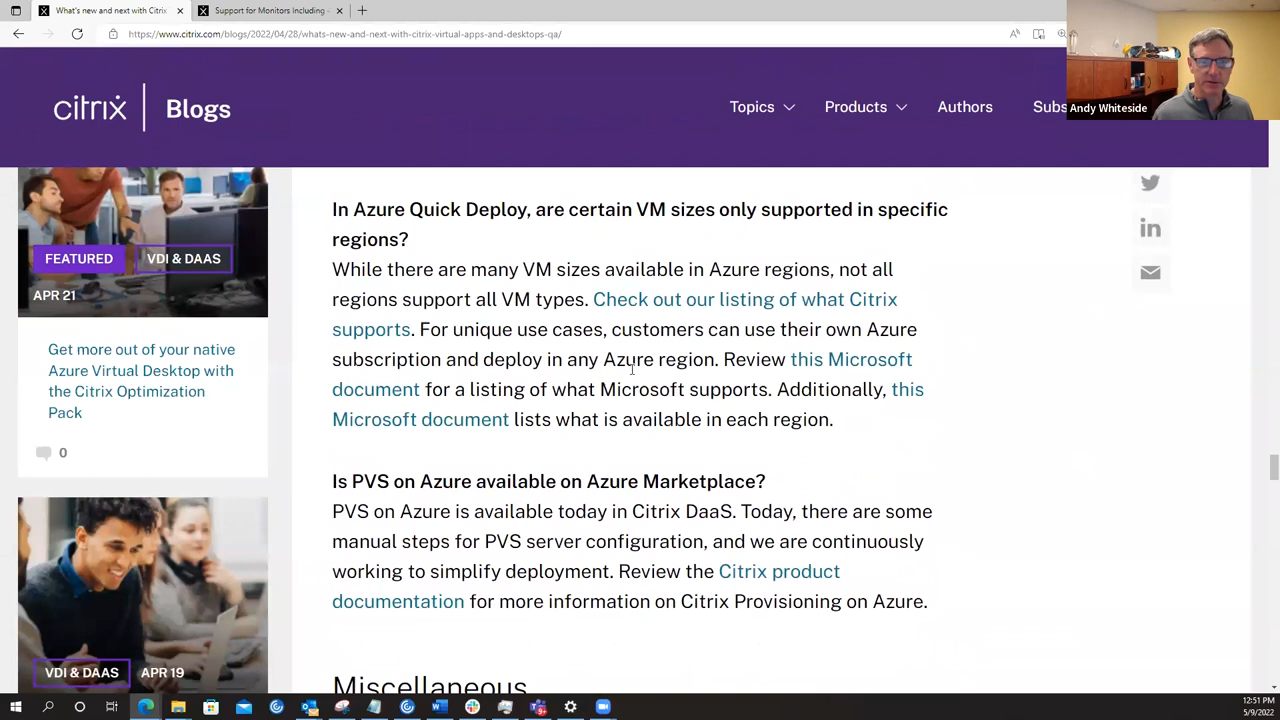 What's new and next with Citrix
Support for Monitors Including -
https://www.citrix.com/blogs/2022/04/28/whats-new-and-next-with-citrix-virtual-apps-and-desktops-qa/
Andy Whiteside
citrix | Blogs
Topics
Products
Authors
Subs
FEATURED
VDI & DAAS
APR 21
Get more out of your native
Azure Virtual Desktop with
the Citrix Optimization
Pack
0
VDI & DAAS
APR 19
In Azure Quick Deploy, are certain VM sizes only supported in specific
regions?
While there are many VM sizes available in Azure regions, not all
regions support all VM types. Check out our listing of what Citrix
supports. For unique use cases, customers can use their own Azure
subscription and deploy in any Azure region. Review this Microsoft
document for a listing of what Microsoft supports. Additionally, this
Microsoft document lists what is available in each region.
Is PVS on Azure available on Azure Marketplace?
PVS on Azure is available today in Citrix DaaS. Today, there are some
manual steps for PVS server configuration, and we are continuously
working to simplify deployment. Review the Citrix product
documentation for more information on Citrix Provisioning on Azure.
Miscellaneous
12:51 PM
5/9/2022